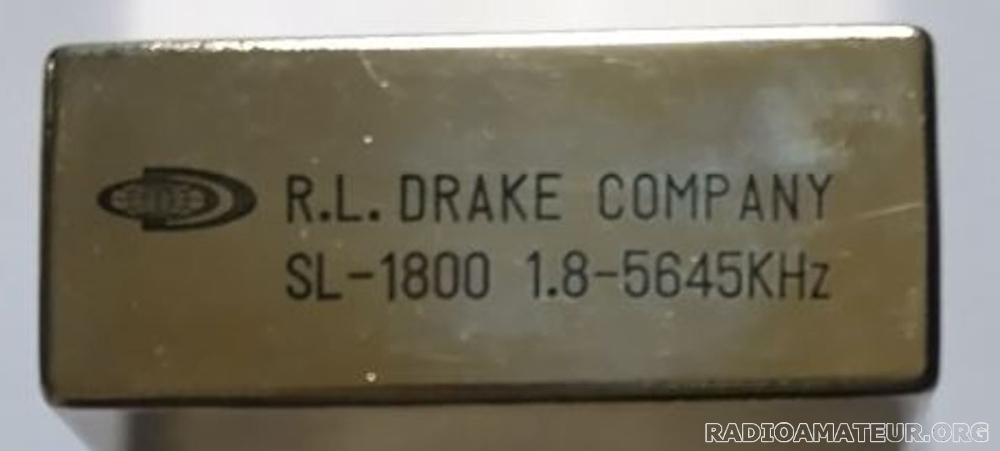 R.L. DRAKE COMPANY
SL-1800 1.8-5645KHz
RADIOAMATEUR.ORG